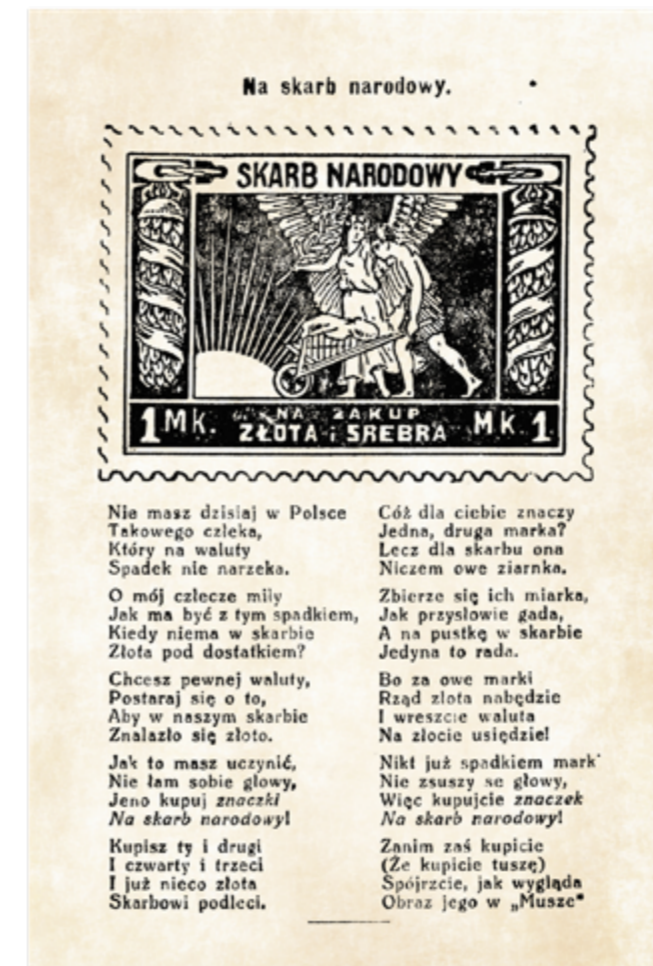 Na skarb narodowy.
SKARB NARODOWY
1 Mk. NA ZAKUP Mk. 1
ZŁOTA i SREBRA
Nie masz dzisiaj w Polsce
Takowego człeka,
Który na waluty
Spadek nie narzeka.
O mój człecze miły
Jak ma być z tym spadkiem,
Kiedy niema w skarbie
Złota pod dostatkiem?
Chcesz pewnej waluty,
Postaraj się o to,
Aby w naszym skarbie
Znalazło się złoto.
Jak to masz uczynić,
Nie łam sobie głowy,
Jeno kupuj znaczki
Na skarb narodowy!
Kupisz ty i drugi
I czwarty i trzeci
I już nieco złota
Skarbowi podleci.
Cóż dla ciebie znaczy
Jedna, druga marka?
Lecz dla skarbu ona
Niczem owe ziarnka.
Zbierze się ich miarka,
Jak przysłowie gada,
A na pustkę w skarbie
Jedyna to rada.
Bo za owe marki
Rząd złota nabędzie
I wreszcie waluta
Na złocie usiędzie!
Nikt już spadkiem mark
Nie zsuszy se głowy,
Więc kupujcie znaczek
Na skarb narodowy!
Zanim zaś kupicie
(Że kupicie tuszę)
Spójrzcie, jak wygląda
Obraz jego w „Musze"